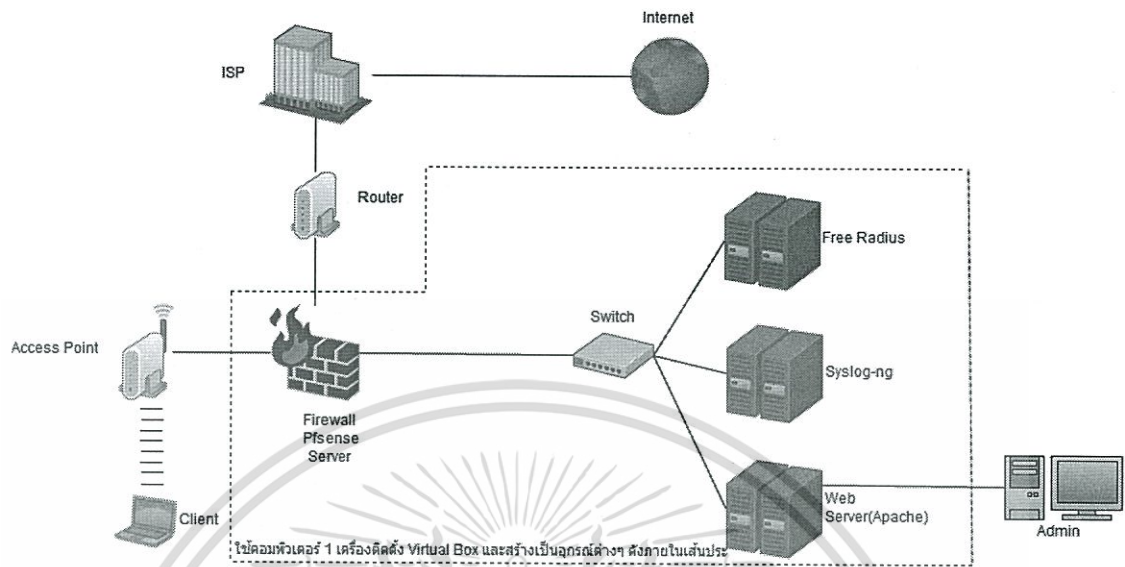 Internet
ISP
Router
Free Radius
Switch
Access Point
Syslog-ng
Firewall
Pfsense
Server
Client
Web
Server(Apache)
Admin
ใช้คอมพิวเตอร์ 1 เครื่องติดตั้ง Virtual Box และสร้างเป็นอุกรณ์ต่างๆ ดังภายในเส้นประ